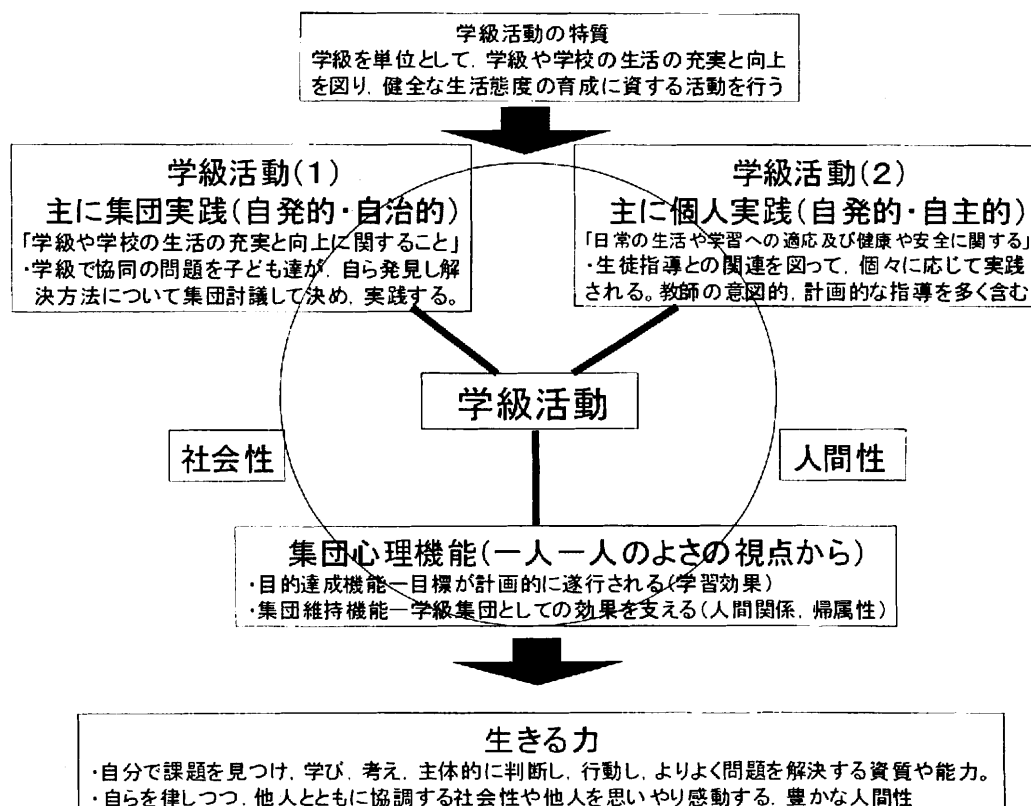 学級活動の特質
学級を単位として，学級や学校の生活の充実と向上
を図り，健全な生活態度の育成に資する活動を行う
学級活動(1)
主に集団実践(自発的・自治的)
「学級や学校の生活の充実と向上に関すること」
・学級で協同の問題を子ども達が，自ら発見し解
決方法について集団討議して決め，実践する。
学級活動(2)
主に個人実践(自発的・自主的)
「日常の生活や学習への適応及び健康や安全に関する」
・生徒指導との関連を図って，個々に応じて実践
される。教師の意図的，計画的な指導を多く含む
学級活動
社会性
人間性
集団心理機能(一人一人のよさの視点から)
・目的達成機能－目標が計画的に遂行される(学習効果)
・集団維持機能－学級集団としての効果を支える(人間関係，帰属性)
生きる力
・自分で課題を見つけ，学び，考え，主体的に判断し，行動し，よりよく問題を解決する資質や能力。
・自らを律しつつ，他人とともに協調する社会性や他人を思いやり感動する，豊かな人間性